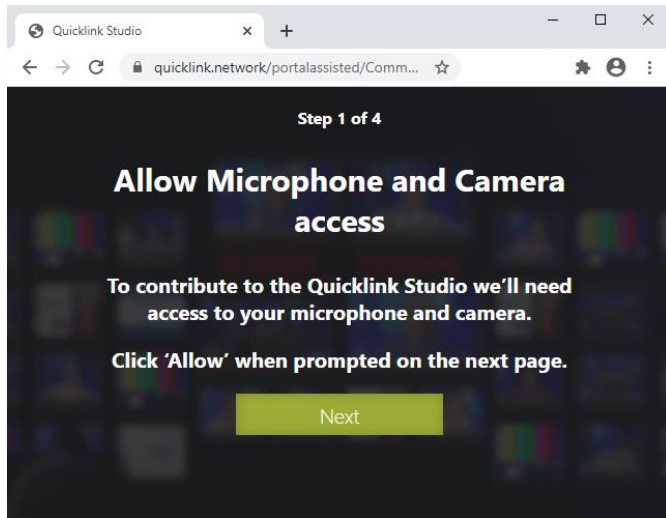 Quicklink Studio
quicklink.network/portalassisted/Comm...
Step 1 of 4
Allow Microphone and Camera
access
To contribute to the Quicklink Studio we’ll need
access to your microphone and camera.
Click ‘Allow’ when prompted on the next page.
Next